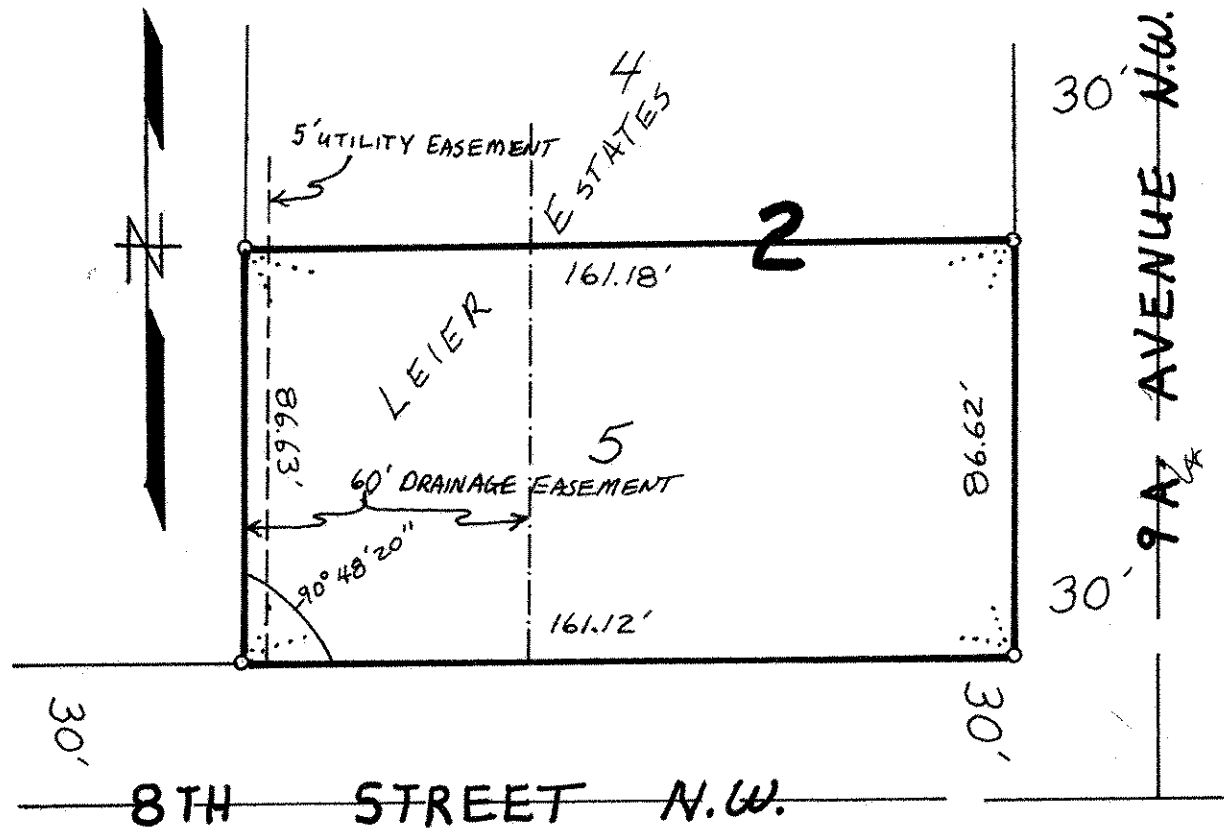 4
30'
5' UTILITY EASEMENT
LEIER ESTATES
N
2
161.18'
86.63'
5
86.62'
60' DRAINAGE EASEMENT
90° 48' 20"
161.12'
30'
30'
30'
8TH STREET N.W.
9 A AVENUE N.W.